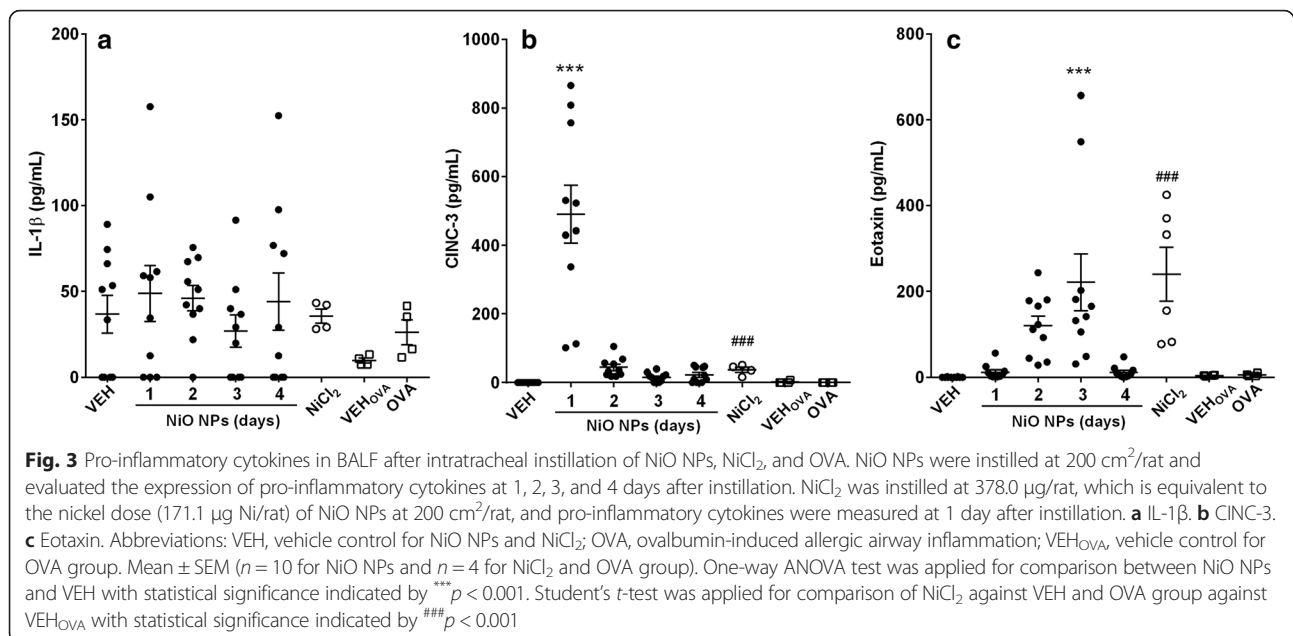 a
b
c
200
150
100
50
0
IL-1β (pg/mL)
VEH
1
2
3
4
NiCl2
VEHOVA
OVA
NiO NPs (days)
1000
800
600
400
200
0
CINC-3 (pg/mL)
***
###
VEH
1
2
3
4
NiCl2
VEHOVA
OVA
NiO NPs (days)
800
600
400
200
0
Eotaxin (pg/mL)
***
###
VEH
1
2
3
4
NiCl2
VEHOVA
OVA
NiO NPs (days)
Fig. 3 Pro-inflammatory cytokines in BALF after intratracheal instillation of NiO NPs, NiCl2, and OVA. NiO NPs were instilled at 200 cm2/rat and
evaluated the expression of pro-inflammatory cytokines at 1, 2, 3, and 4 days after instillation. NiCl2 was instilled at 378.0 μg/rat, which is equivalent to
the nickel dose (171.1 μg Ni/rat) of NiO NPs at 200 cm2/rat, and pro-inflammatory cytokines were measured at 1 day after instillation. a IL-1β. b CINC-3.
c Eotaxin. Abbreviations: VEH, vehicle control for NiO NPs and NiCl2; OVA, ovalbumin-induced allergic airway inflammation; VEHOVA, vehicle control for
OVA group. Mean ± SEM (n = 10 for NiO NPs and n = 4 for NiCl2 and OVA group). One-way ANOVA test was applied for comparison between NiO NPs
and VEH with statistical significance indicated by ***p < 0.001. Student's t-test was applied for comparison of NiCl2 against VEH and OVA group against
VEHOVA with statistical significance indicated by ###p < 0.001